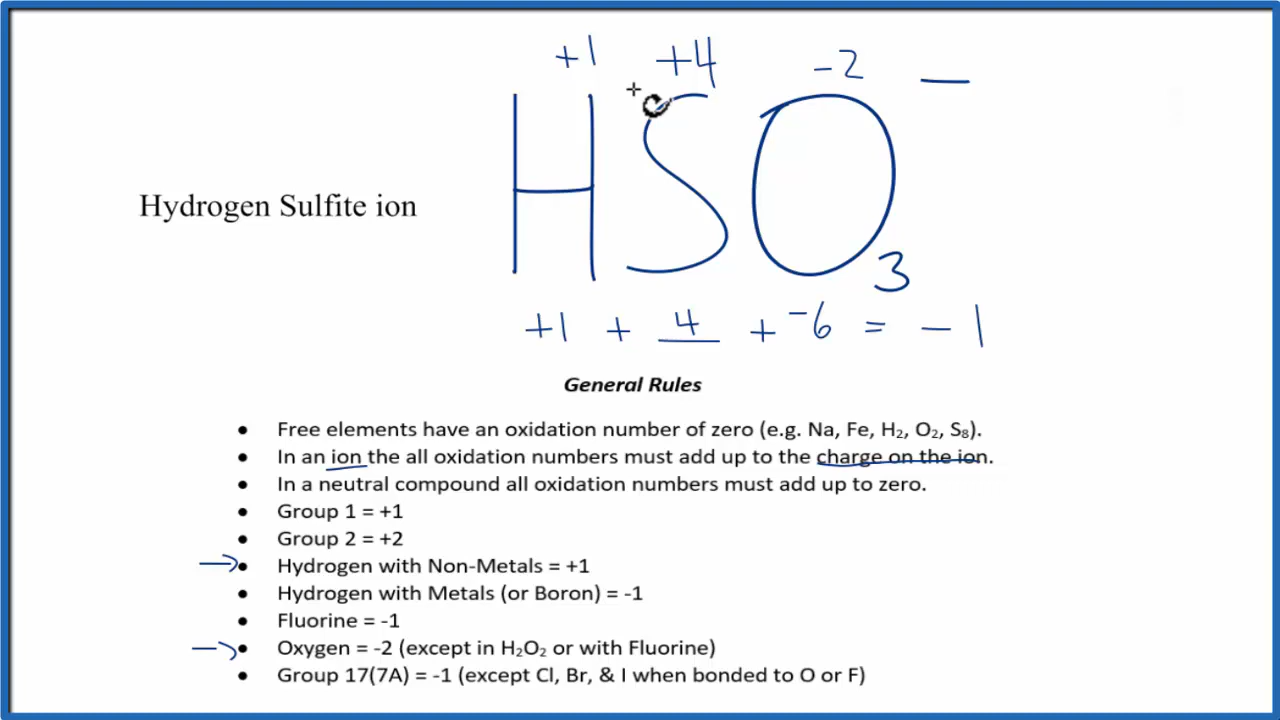 +1 +4 -2 —
Hydrogen Sulfite ion
HSO3
+1 + 4 + -6 = -1
General Rules
• Free elements have an oxidation number of zero (e.g. Na, Fe, H₂, O₂, S₈).
• In an ion the all oxidation numbers must add up to the charge on the ion.
• In a neutral compound all oxidation numbers must add up to zero.
• Group 1 = +1
• Group 2 = +2
→ • Hydrogen with Non-Metals = +1
• Hydrogen with Metals (or Boron) = -1
• Fluorine = -1
→ • Oxygen = -2 (except in H₂O₂ or with Fluorine)
• Group 17(7A) = -1 (except Cl, Br, & I when bonded to O or F)